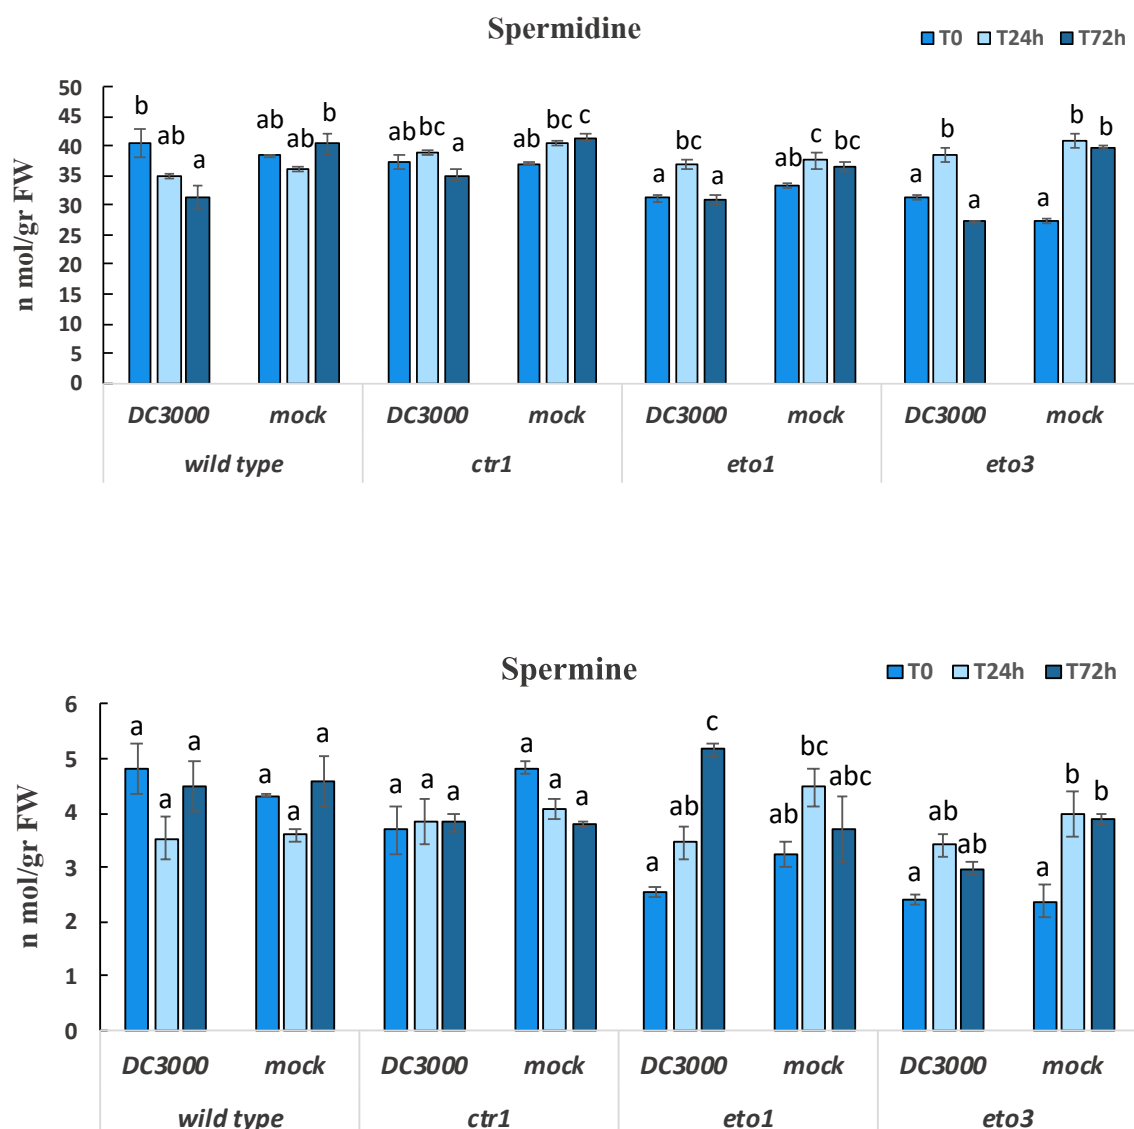 Spermidine
T0 T24h T72h
n mol/gr FW
50
45
40
35
30
25
20
15
10
5
0
b ab a ab ab b ab bc a ab bc c a bc a ab c bc a b a a b b
DC3000 mock DC3000 mock DC3000 mock DC3000 mock
wild type ctr1 eto1 eto3
Spermine
T0 T24h T72h
n mol/gr FW
6
5
4
3
2
1
0
a a a a a a a a a a a a a ab c ab bc abc a ab ab a b b
DC3000 mock DC3000 mock DC3000 mock DC3000 mock
wild type ctr1 eto1 eto3